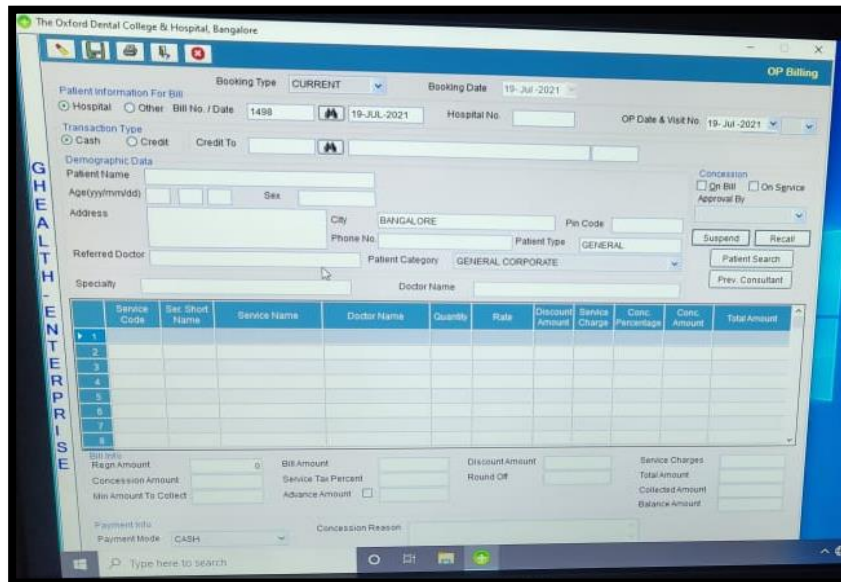 The Oxford Dental College & Hospital, Bangalore
OP Billing
Booking Type CURRENT Booking Date 19-Jul-2021
Patient Information For Bill
Hospital Other Bill No. / Date 1498 19-JUL-2021 Hospital No. OP Date & Visit No. 19-Jul-2021
Transaction Type
Cash Credit Credit To
Demographic Data
Patient Name
Concession
On Bill On Service
Age(yyy/mm/dd) Sex
Approval By
Address City BANGALORE Pin Code
Phone No. Patient Type GENERAL
Suspend Recall
Referred Doctor Patient Category GENERAL CORPORATE
Patient Search
Specialty Doctor Name
Prev. Consultant
Service Code Ser. Short Name Service Name Doctor Name Quantity Rate Discount Amount Service Charge Conc. Percentage Conc. Amount Total Amount
1
2
3
4
5
6
7
8
Bill Info
Regn Amount 0 Bill Amount Discount Amount Service Charges
Concession Amount Service Tax Percent Round Off Total Amount
Min Amount To Collect Advance Amount Collected Amount
Balance Amount
Payment Info
Payment Mode CASH Concession Reason
GHEALTH-ENTERPRISE
Type here to search